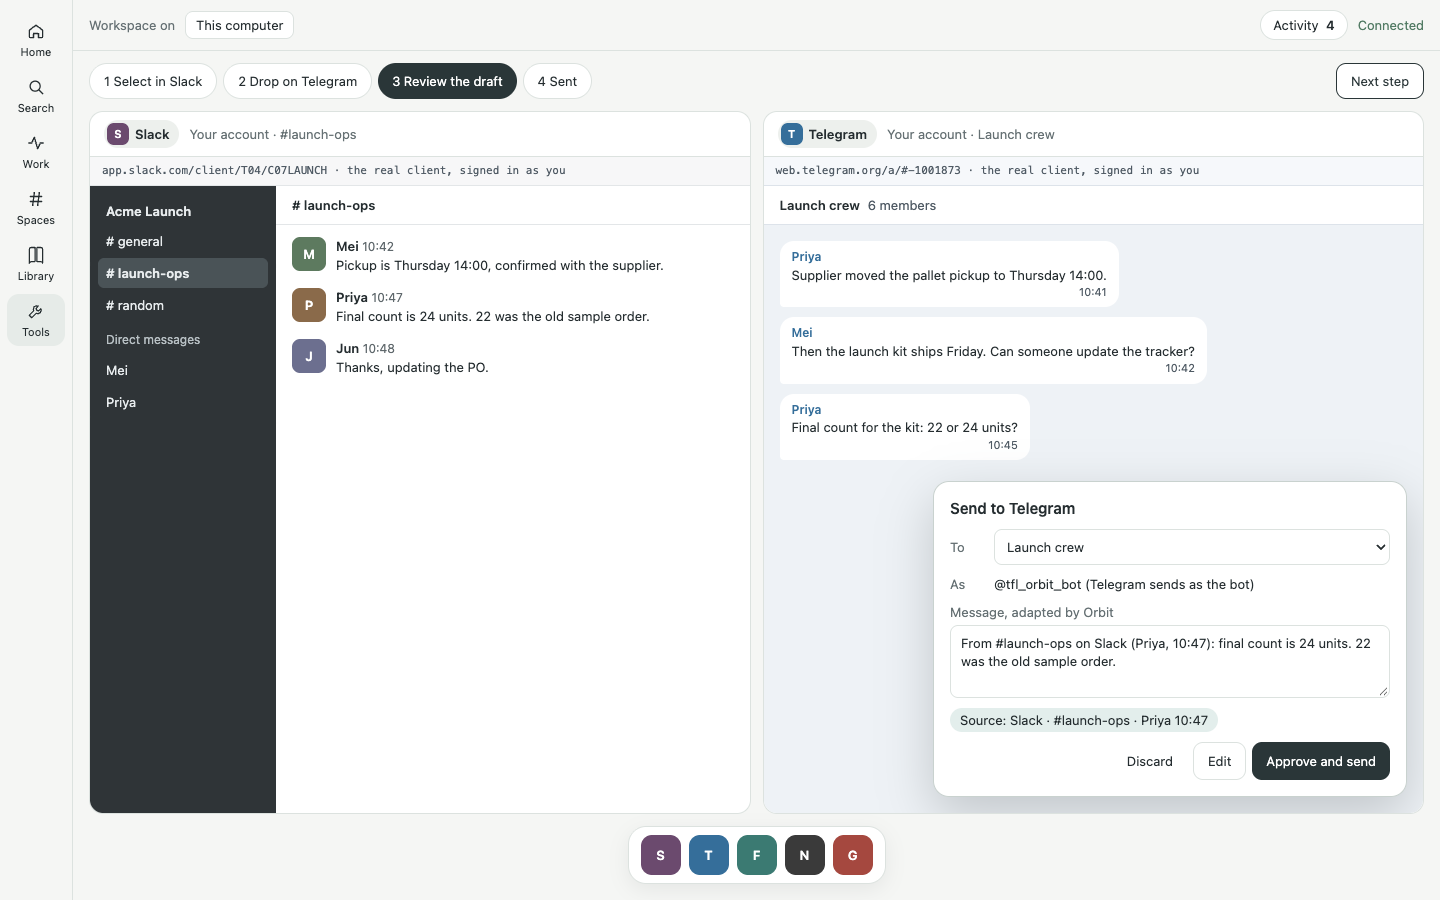 Home
Search
Work
Spaces
Library
Tools
Workspace on This computer
Activity 4 Connected
1 Select in Slack 2 Drop on Telegram 3 Review the draft 4 Sent
Next step
S Slack Your account · #launch-ops
app.slack.com/client/T04/C07LAUNCH · the real client, signed in as you
Acme Launch
# general
# launch-ops
# random
Direct messages
Mei
Priya
# launch-ops
M
Mei 10:42
Pickup is Thursday 14:00, confirmed with the supplier.
P
Priya 10:47
Final count is 24 units. 22 was the old sample order.
J
Jun 10:48
Thanks, updating the PO.
T Telegram Your account · Launch crew
web.telegram.org/a/#-1001873 · the real client, signed in as you
Launch crew 6 members
Priya
Supplier moved the pallet pickup to Thursday 14:00.
10:41
Mei
Then the launch kit ships Friday. Can someone update the tracker?
10:42
Priya
Final count for the kit: 22 or 24 units?
10:45
Send to Telegram
To Launch crew
As @tfl_orbit_bot (Telegram sends as the bot)
Message, adapted by Orbit
From #launch-ops on Slack (Priya, 10:47): final count is 24 units. 22
was the old sample order.
Source: Slack · #launch-ops · Priya 10:47
Discard Edit Approve and send
S T F N G